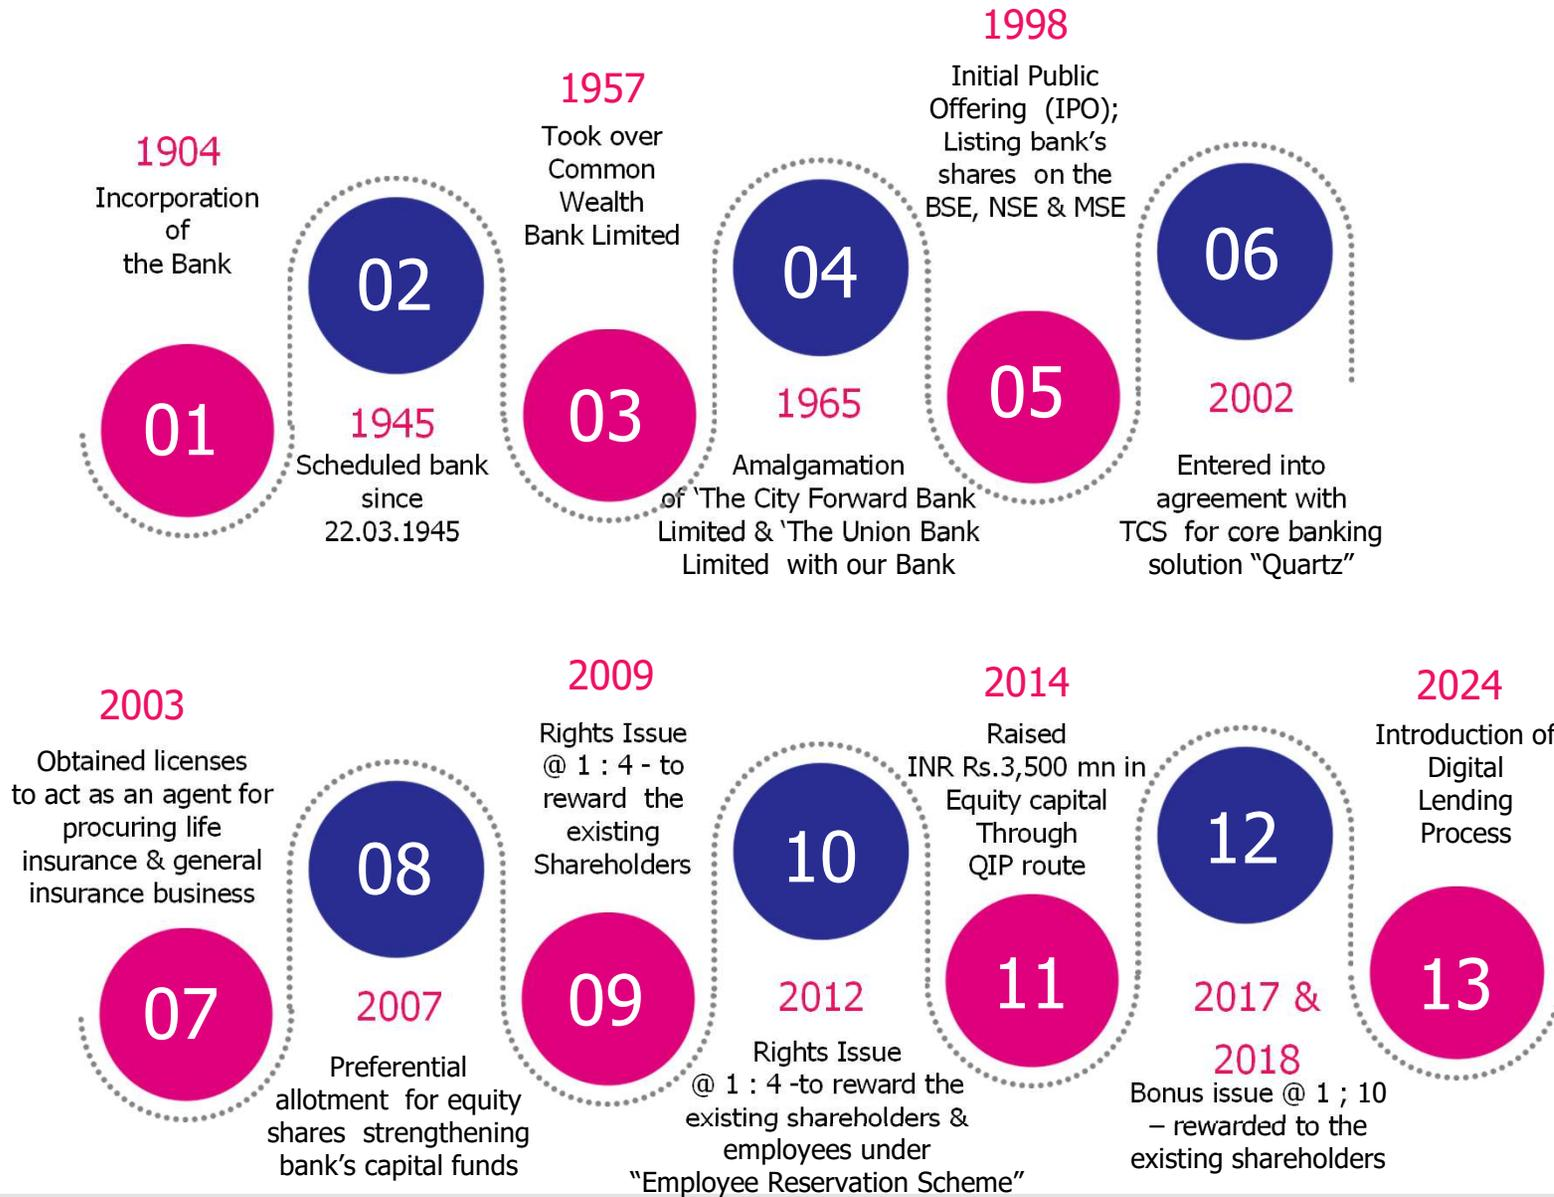 1904
Incorporation
of
the Bank
01
02
1945
Scheduled bank
since
22.03.1945
1957
Took over
Common
Wealth
Bank Limited
03
04
1965
Amalgamation
of ‘The City Forward Bank
Limited & ‘The Union Bank
Limited with our Bank
1998
Initial Public
Offering (IPO);
Listing bank’s
shares on the
BSE, NSE & MSE
05
06
2002
Entered into
agreement with
TCS for core banking
solution “Quartz”
2003
Obtained licenses
to act as an agent for
procuring life
insurance & general
insurance business
07
08
2007
Preferential
allotment for equity
shares strengthening
bank’s capital funds
2009
Rights Issue
@ 1 : 4 - to
reward the
existing
Shareholders
09
10
2012
Rights Issue
@ 1 : 4 -to reward the
existing shareholders &
employees under
“Employee Reservation Scheme”
2014
Raised
INR Rs.3,500 mn in
Equity capital
Through
QIP route
11
12
2017 &
2018
Bonus issue @ 1 ; 10
– rewarded to the
existing shareholders
2024
Introduction of
Digital
Lending
Process
13